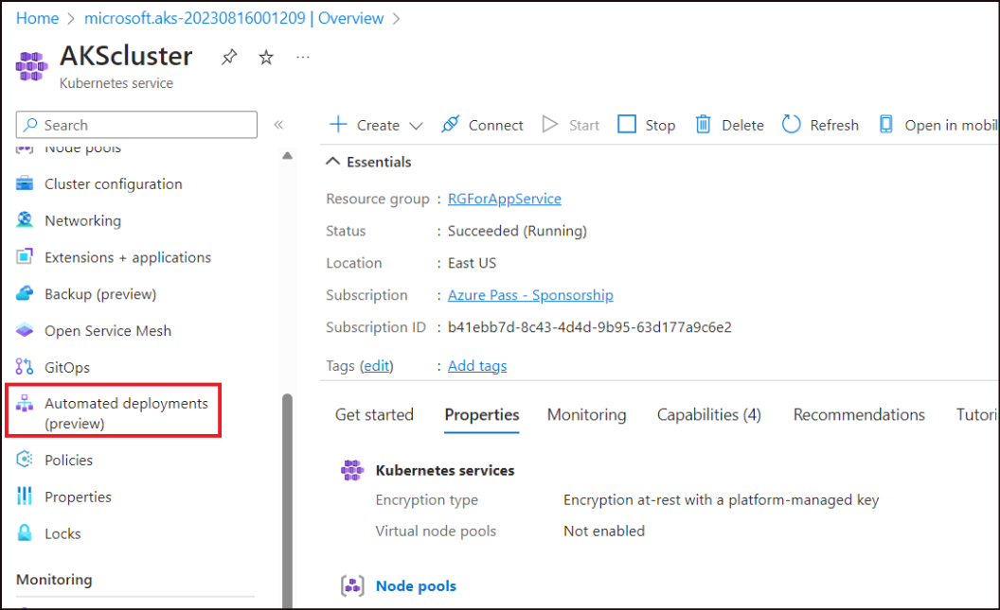 Home > microsoft.aks-20230816001209 | Overview >
AKScluster
Kubernetes service
Search
Node pools
Cluster configuration
Networking
Extensions + applications
Backup (preview)
Open Service Mesh
GitOps
Automated deployments
(preview)
Policies
Properties
Locks
Monitoring
Create Connect Start Stop Delete Refresh Open in mobil
Essentials
Resource group : RGForAppService
Status : Succeeded (Running)
Location : East US
Subscription : Azure Pass - Sponsorship
Subscription ID : b41ebb7d-8c43-4d4d-9b95-63d177a9c6e2
Tags (edit) : Add tags
Get started Properties Monitoring Capabilities (4) Recommendations Tutori
Kubernetes services
Encryption type Encryption at-rest with a platform-managed key
Virtual node pools Not enabled
Node pools